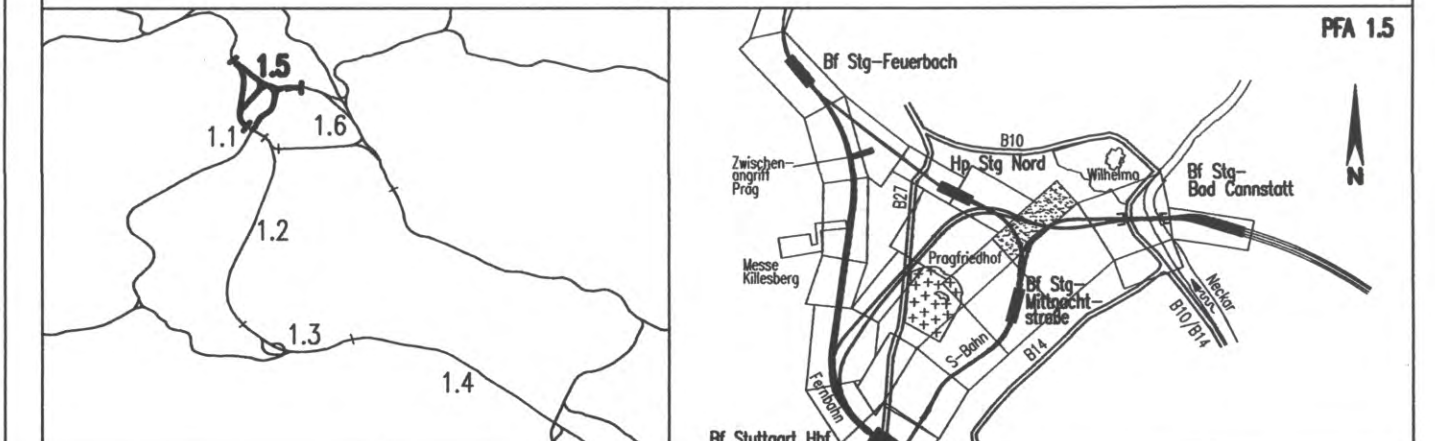 1.5
1.1
1.6
1.2
1.3
1.4
PFA 1.5
Bf Stg-Feuerbach
B10
Zwischen-
angriff
Prag
Hp Stg Nord
Wilhelma
Bf Stg-
Bad Cannstatt
N
B27
Messe
Killesberg
Pragfriedhof
Bf Stg-
Mittnacht-
straße
Neckar
B10/B14
S-Bahn
B14
Fernbahn
Bf Stuttgart Hbf